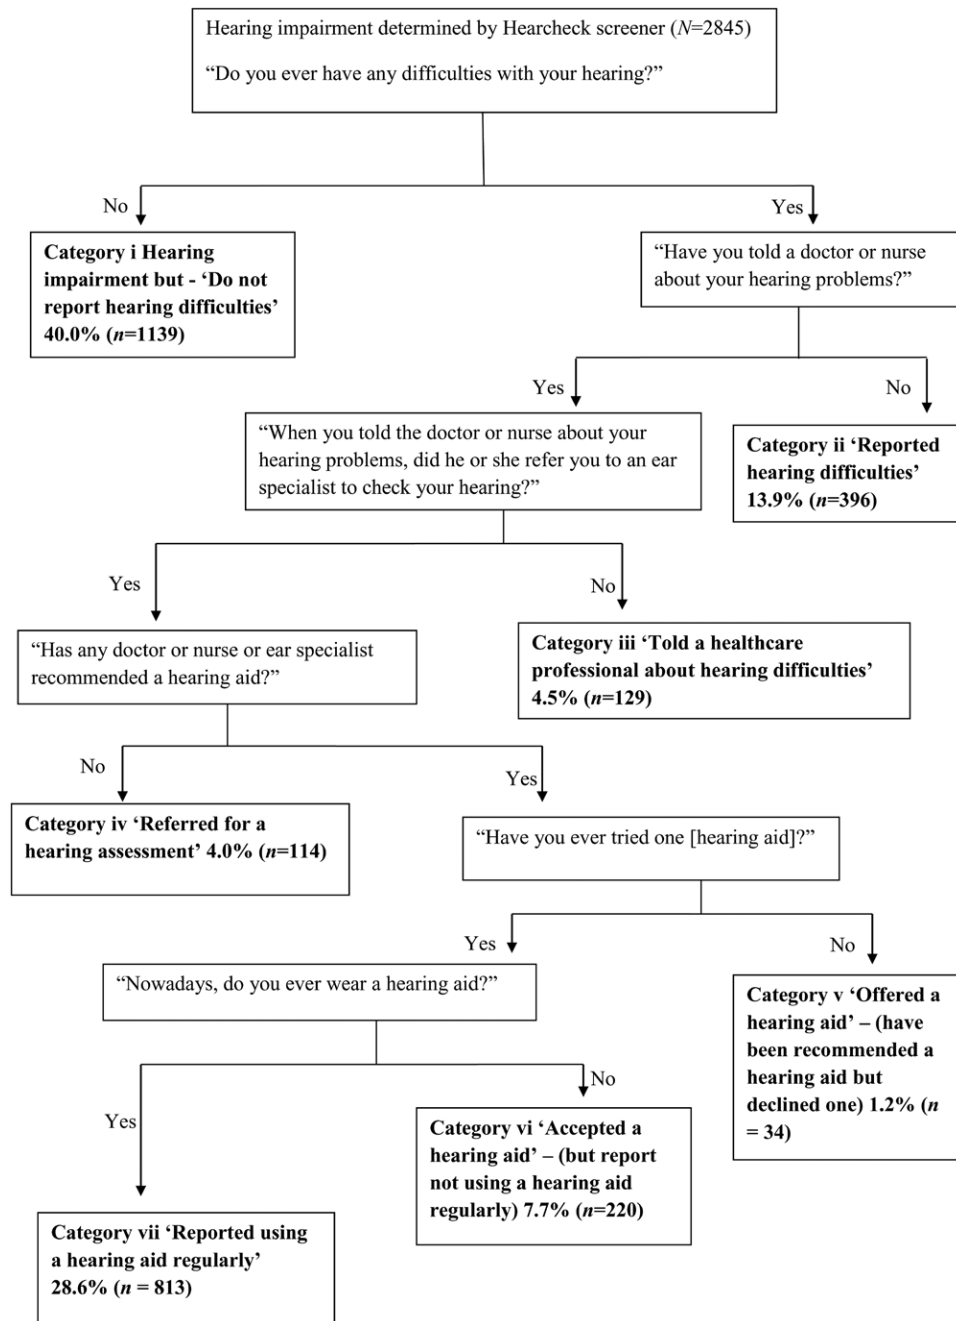 Hearing impairment determined by Hearcheck screener (N=2845)
“Do you ever have any difficulties with your hearing?”
No
Yes
Category i Hearing
impairment but - ‘Do not
report hearing difficulties’
40.0% (n=1139)
“Have you told a doctor or nurse
about your hearing problems?”
Yes
No
“When you told the doctor or nurse about your
hearing problems, did he or she refer you to an ear
specialist to check your hearing?”
Category ii ‘Reported
hearing difficulties’
13.9% (n=396)
Yes
No
“Has any doctor or nurse or ear specialist
recommended a hearing aid?”
Category iii ‘Told a healthcare
professional about hearing difficulties’
4.5% (n=129)
No
Yes
Category iv ‘Referred for a
hearing assessment’ 4.0% (n=114)
“Have you ever tried one [hearing aid]?”
Yes
No
“Nowadays, do you ever wear a hearing aid?”
Category v ‘Offered a
hearing aid’ – (have
been recommended a
hearing aid but
declined one) 1.2% (n
= 34)
Yes
No
Category vi ‘Accepted a
hearing aid’ – (but report
not using a hearing aid
regularly) 7.7% (n=220)
Category vii ‘Reported using
a hearing aid regularly’
28.6% (n = 813)